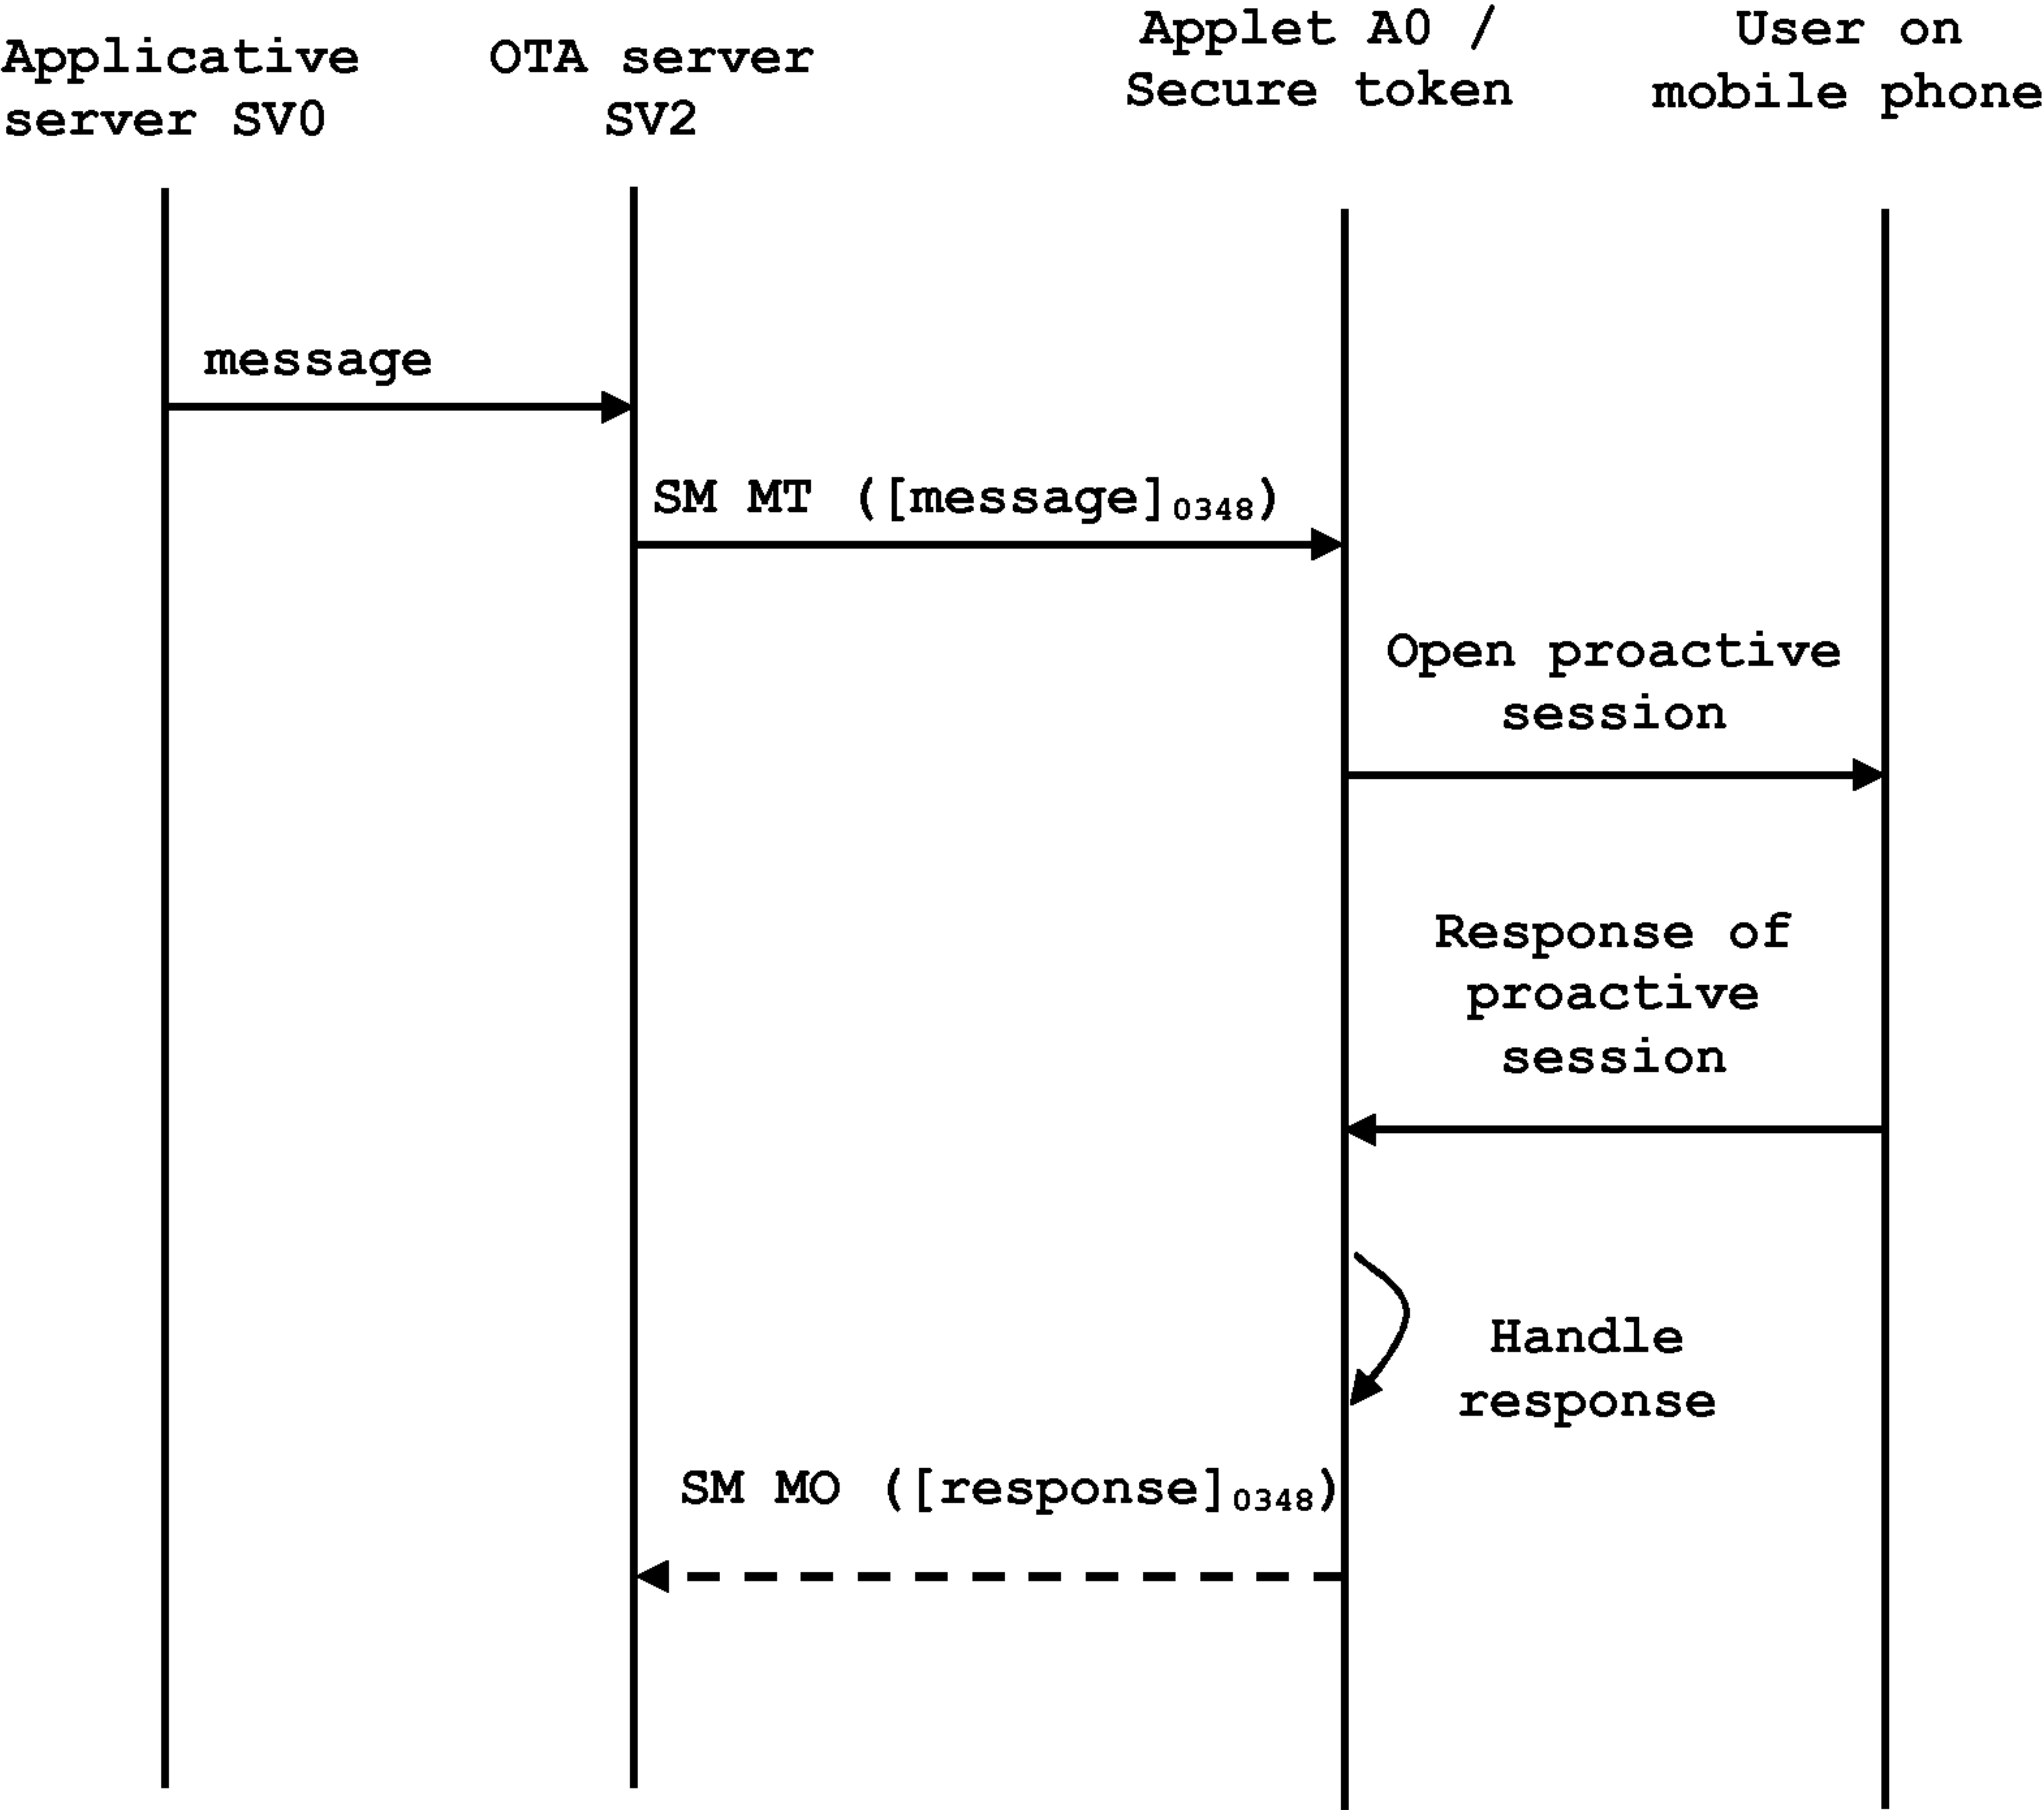 Applicative
server SV0
OTA server
SV2
Applet A0 /
Secure token
User on
mobile phone
message
SM MT ([message]0348)
Open proactive
session
Response of
proactive
session
Handle
response
SM MO ([response]0348)